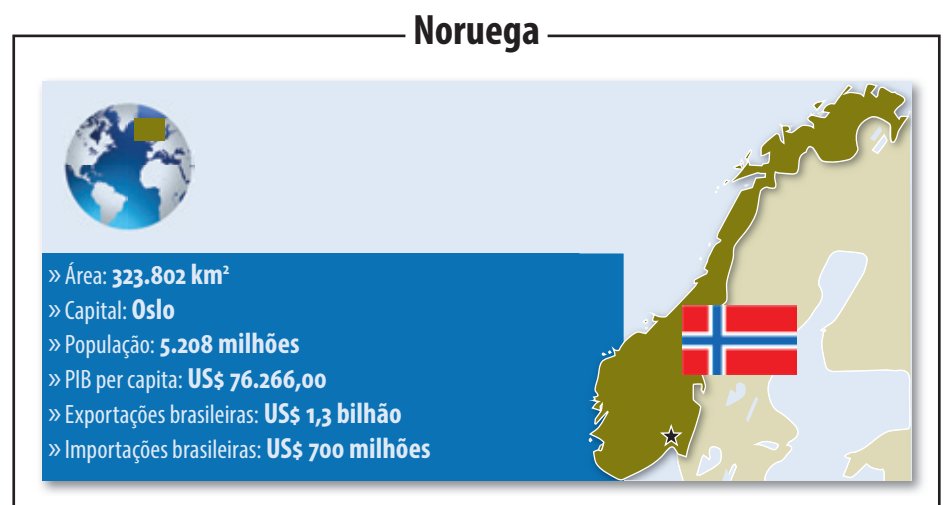 Noruega
» Área: 323.802 km²
» Capital: Oslo
» População: 5.208 milhões
» PIB per capita: US$ 76.266,00
» Exportações brasileiras: US$ 1,3 bilhão
» Importações brasileiras: US$ 700 milhões